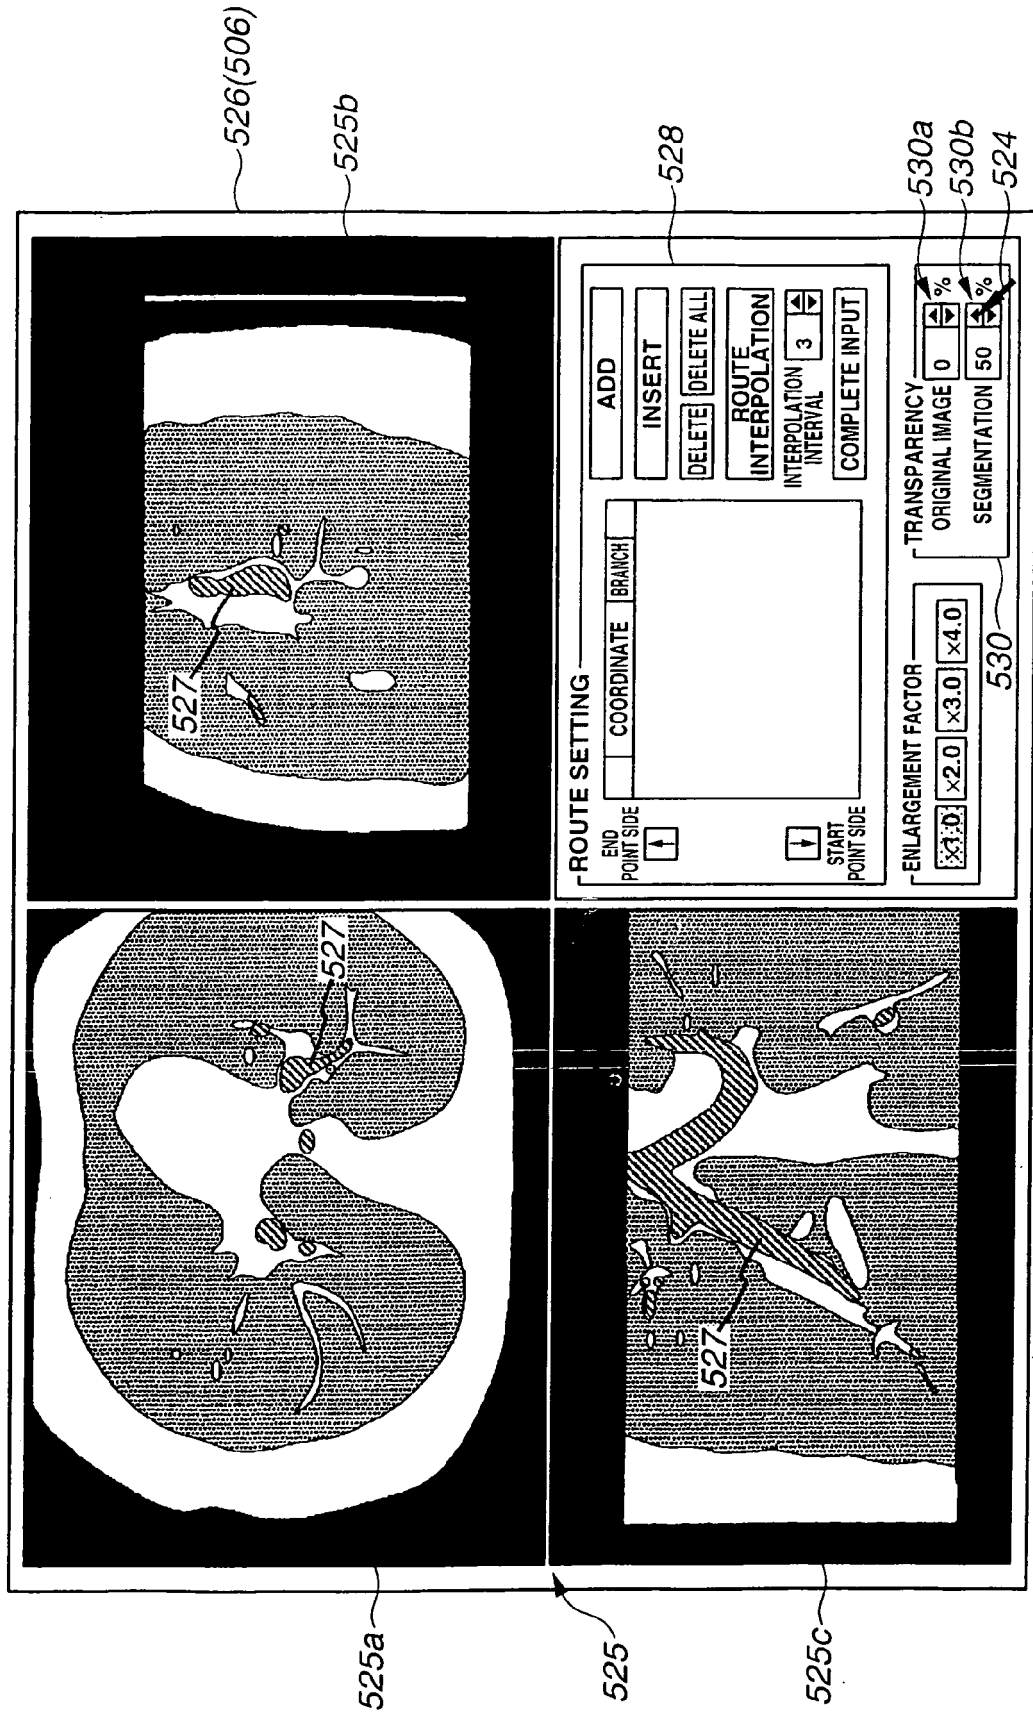 526(506)
525b
525a
527
527
ROUTE SETTING
END
POINT SIDE
COORDINATE
BRANCH
ADD
INSERT
DELETE
DELETE ALL
ROUTE
INTERPOLATION
INTERPOLATION
INTERVAL
3
START
POINT SIDE
COMPLETE INPUT
528
525
525c
527
ENLARGEMENT FACTOR
×1.0
×2.0
×3.0
×4.0
TRANSPARENCY
ORIGINAL IMAGE
0
%
SEGMENTATION
50
%
530
530a
530b
524